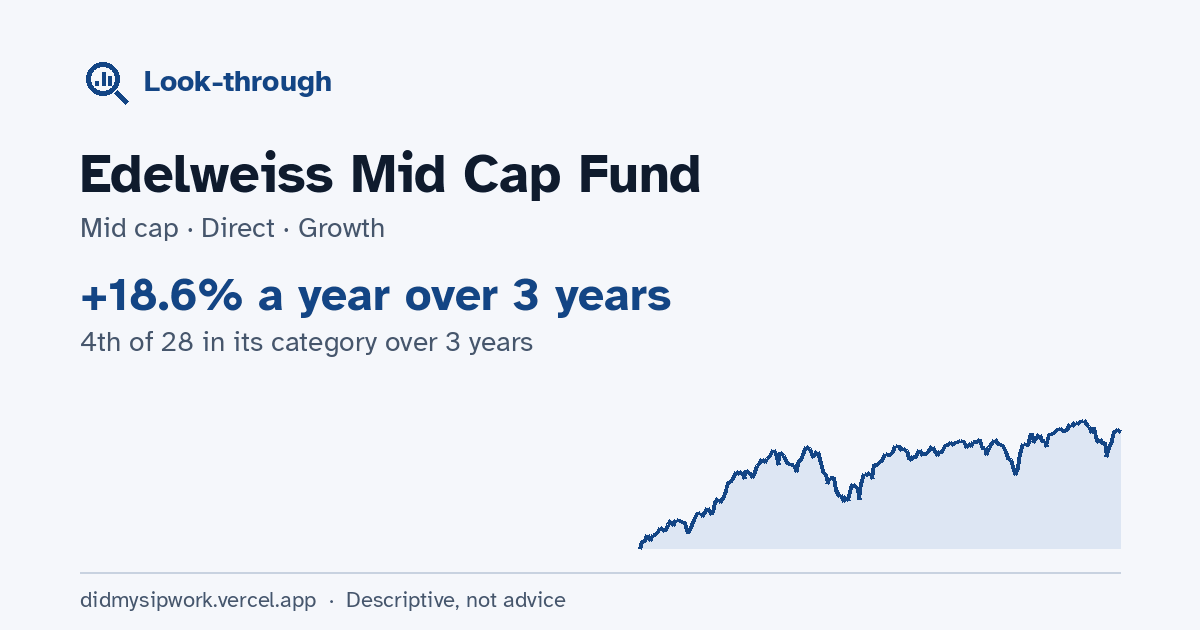 Look-through
Edelweiss Mid Cap Fund
Mid cap · Direct · Growth
+18.6% a year over 3 years
4th of 28 in its category over 3 years
didmysipwork.vercel.app · Descriptive, not advice